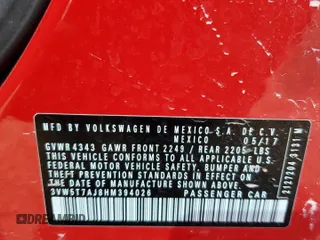 MFD. BY VOLKSWAGEN DE MEXICO S.A. DE C.V.
MEXICO 05/17
GVWR 4343 GAWR FRONT 2249 / REAR 2205 LBS
THIS VEHICLE CONFORMS TO ALL APPLICABLE U.S.
FEDERAL MOTOR VEHICLE SAFETY, BUMPER AND
THEFT PREVENTION STANDARDS IN EFFECT ON THE
DATE OF MANUFACTURE SHOWN ABOVE
3VW5T7AJ8HM394026 PASSENGER CAR